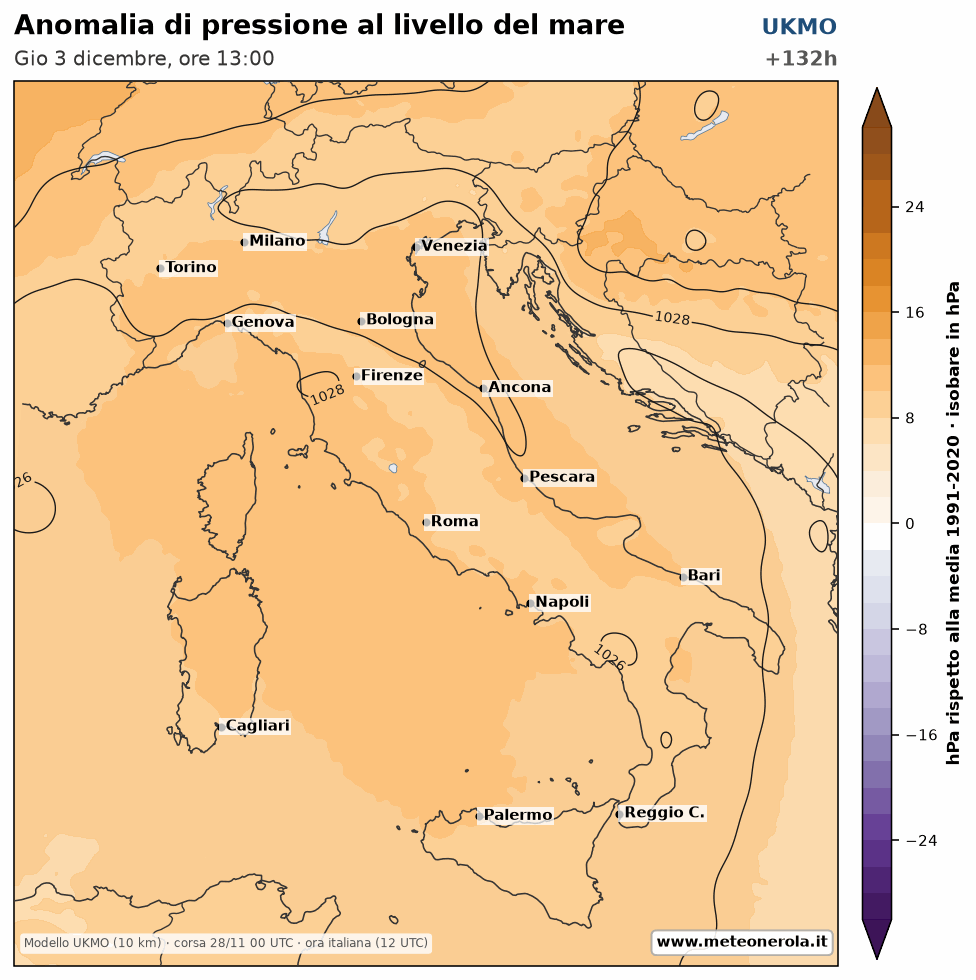 Anomalia di pressione al livello del mare
UKMO
Gio 3 dicembre, ore 13:00
+132h
Milano
Venezia
Torino
Genova
Bologna
1028
Firenze
1028
Ancona
Pescara
26
Roma
Bari
Napoli
1026
Cagliari
Palermo
Reggio C.
24
16
8
0
−8
−16
−24
hPa rispetto alla media 1991-2020 · isobare in hPa
Modello UKMO (10 km) · corsa 28/11 00 UTC · ora italiana (12 UTC)
www.meteonerola.it